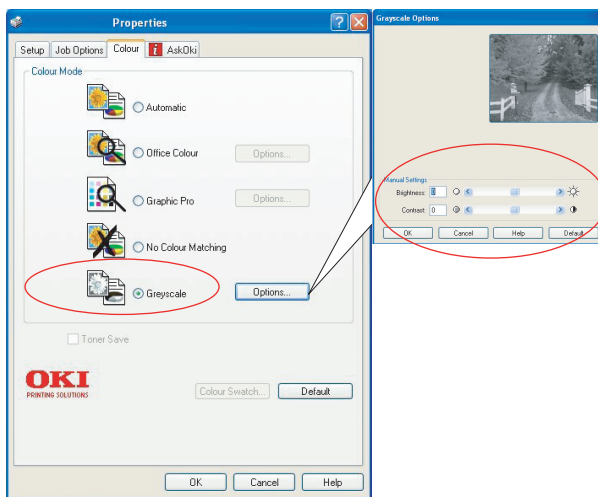 Properties
Setup Job Options Colour AskOki
Colour Mode
Automatic
Office Colour Options...
Graphic Pro Options...
No Colour Matching
Greyscale Options...
Toner Save
OKI
PRINTING SOLUTIONS
Colour Swatch... Default
OK Cancel Help
Grayscale Options
Manual Settings
Brightness: 0
Contrast: 0
OK Cancel Help Default